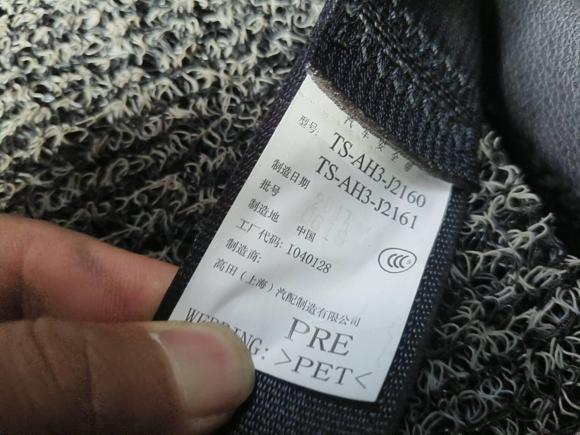 汽车安全带
型号: TS-AH3-J2160
TS-AH3-J2161
制造日期
批号
制造地 中国
工厂代码: I040128
制造商:
高田(上海)汽配制造有限公司
PRE
WEBBING: >PET<
CCC